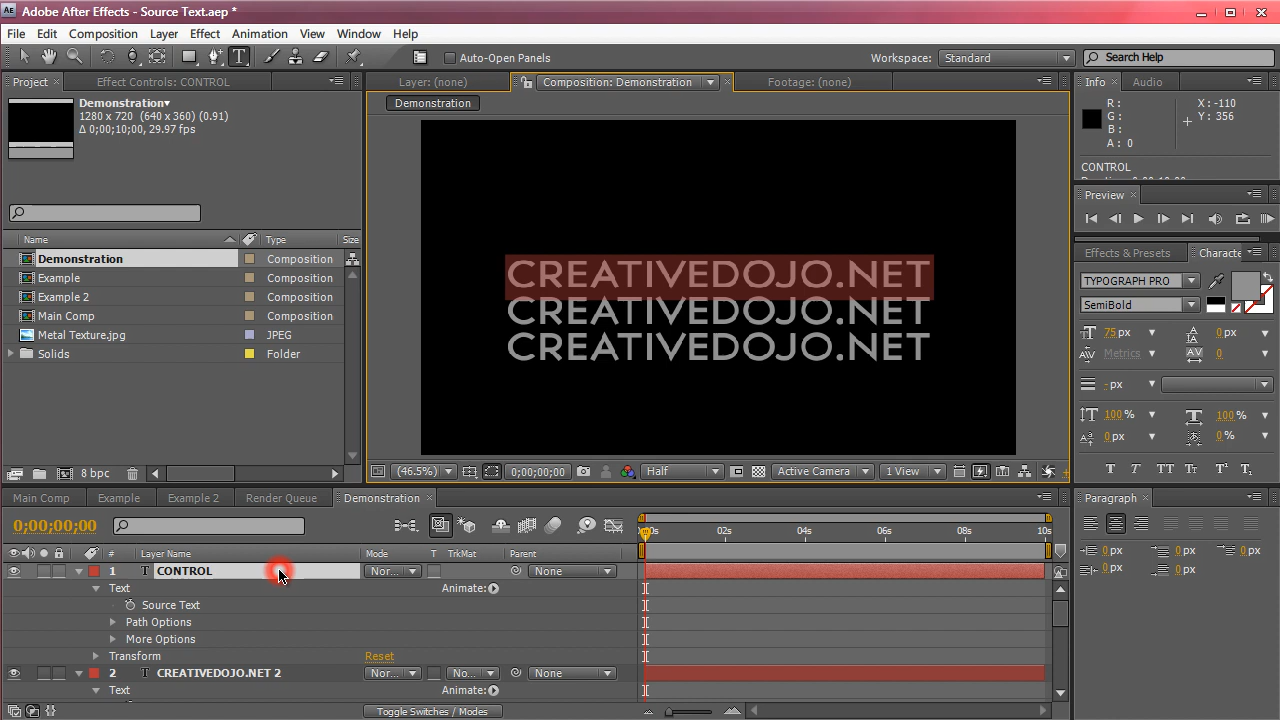 Adobe After Effects - Source Text.aep *
File Edit Composition Layer Effect Animation View Window Help
Auto-Open Panels Workspace: Standard Search Help
Project Effect Controls: CONTROL Layer: (none) Composition: Demonstration Footage: (none) Info Audio
Demonstration
Demonstration
1280 x 720 (640 x 360) (0.91)
Δ 0;00;10;00, 29.97 fps
R :
G :
B :
A : 0
X : -110
Y : 356
CONTROL
Preview
Name Type Size
Demonstration Composition
Example Composition
Example 2 Composition
Main Comp Composition
Metal Texture.jpg JPEG
Solids Folder
8 bpc
CREATIVEDOJO.NET
CREATIVEDOJO.NET
CREATIVEDOJO.NET
(46.5%) 0;00;00;00 Half Active Camera 1 View
Effects & Presets Characte
TYPOGRAPH PRO
SemiBold
75 px 0 px
Metrics 0
- px
100 % 100 %
0 px 0 %
T T TT Tr T¹ T₁
Main Comp Example Example 2 Render Queue Demonstration
0;00;00;00
02s 04s 06s 08s 10s
# Layer Name Mode T TrkMat Parent
1 T CONTROL Nor... None
Text Animate:
Source Text
Path Options
More Options
Transform Reset
2 T CREATIVEDOJO.NET 2 Nor... No... None
Text Animate:
Toggle Switches / Modes
Paragraph
0 px 0 px 0 px
0 px 0 px